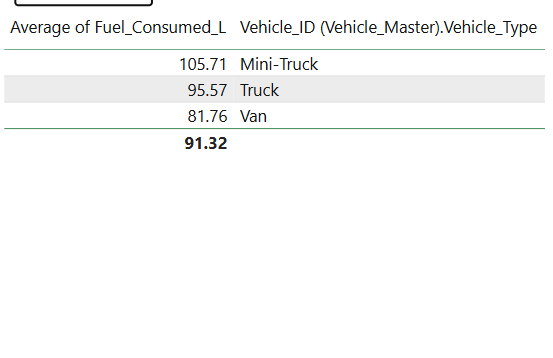 Average of Fuel_Consumed_L Vehicle_ID (Vehicle_Master).Vehicle_Type
105.71 Mini-Truck
95.57 Truck
81.76 Van
91.32